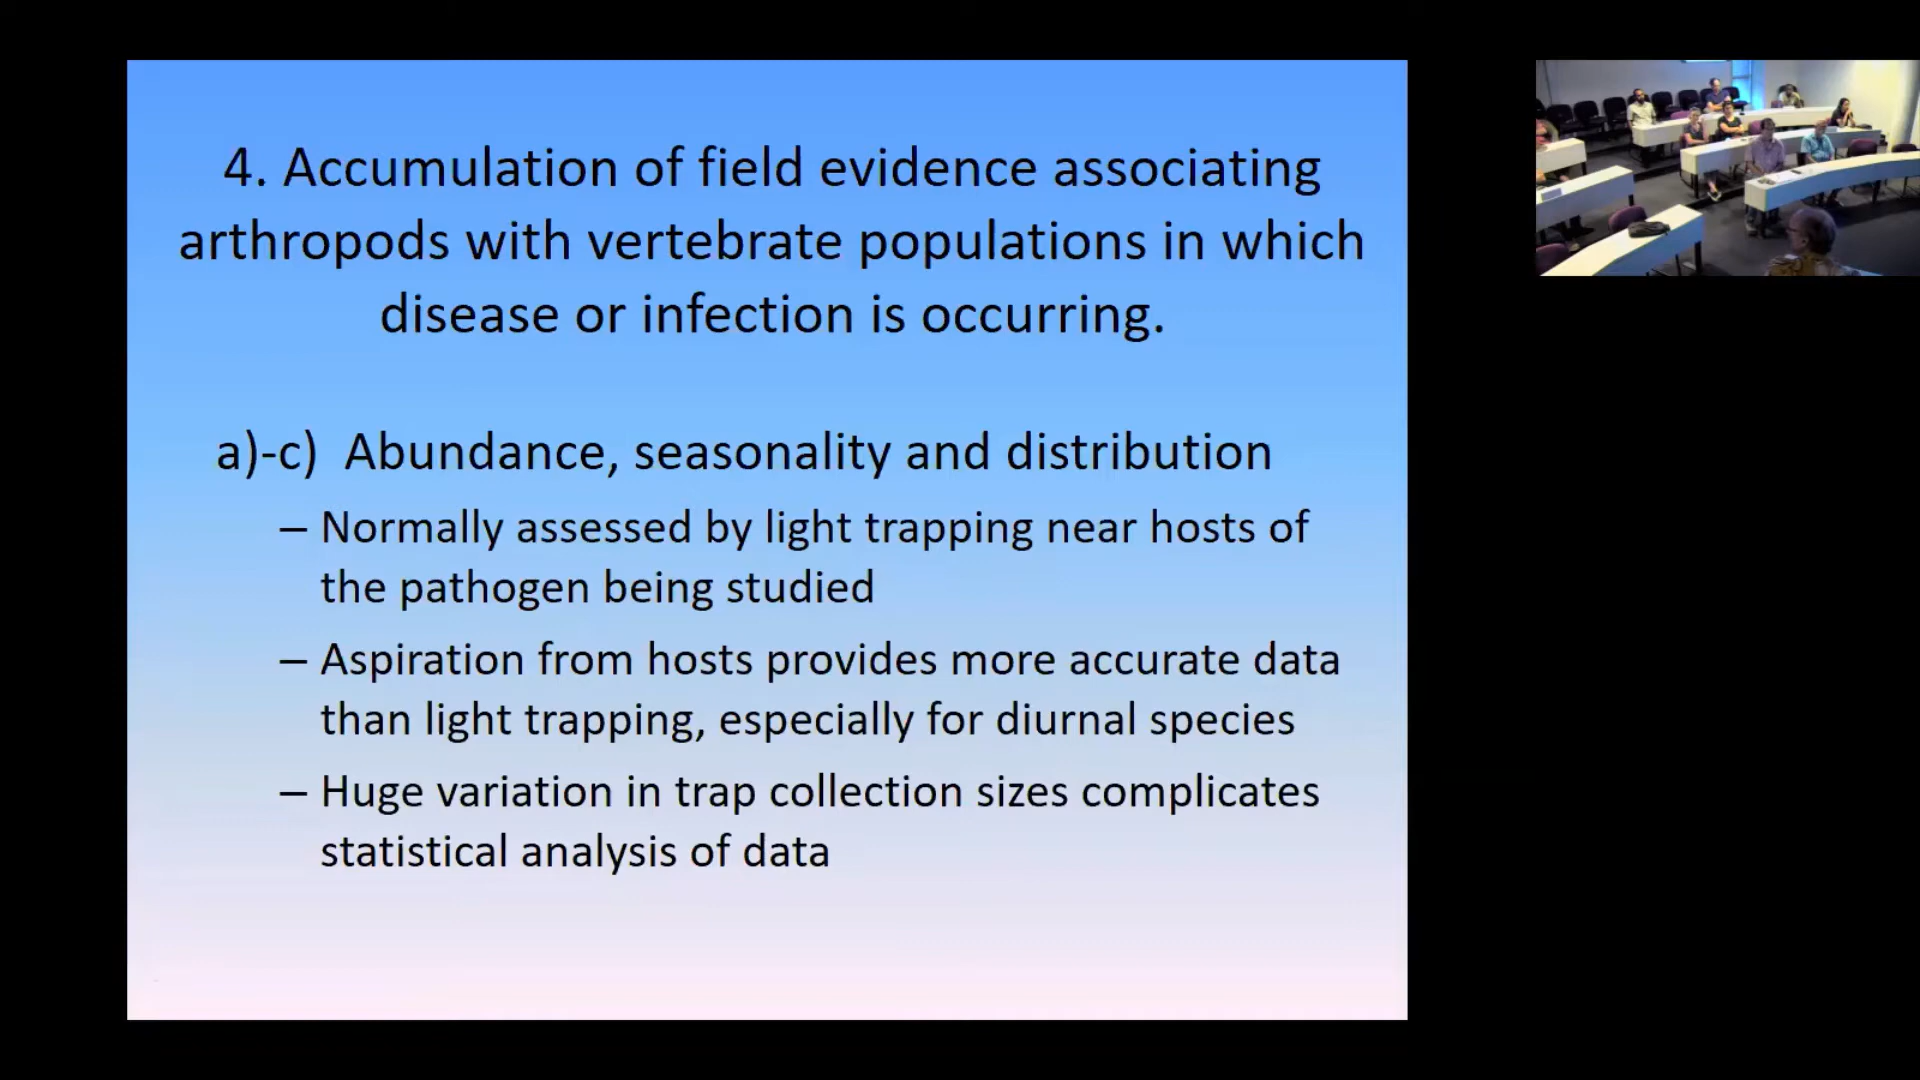 4. Accumulation of field evidence associating
arthropods with vertebrate populations in which
disease or infection is occurring.
a)-c) Abundance, seasonality and distribution
– Normally assessed by light trapping near hosts of
the pathogen being studied
– Aspiration from hosts provides more accurate data
than light trapping, especially for diurnal species
– Huge variation in trap collection sizes complicates
statistical analysis of data